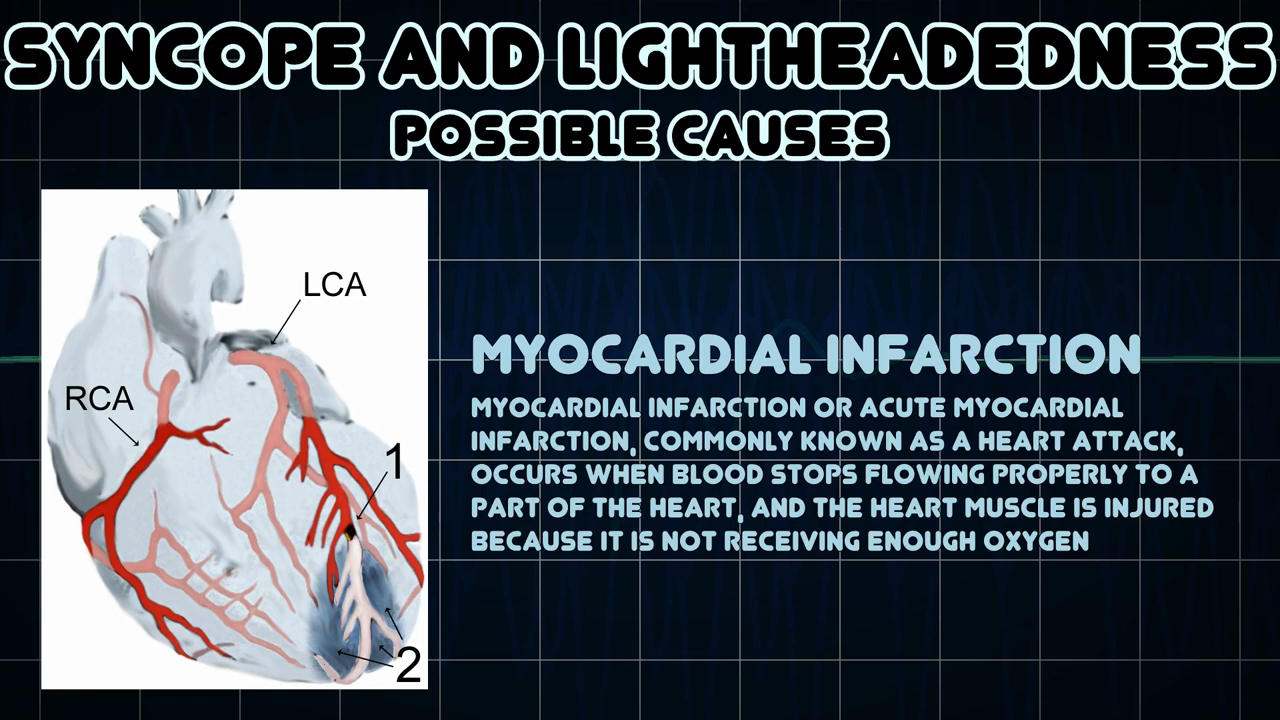 SYNCOPE AND LIGHTHEADEDNESS
POSSIBLE CAUSES
LCA
RCA
1
2
MYOCARDIAL INFARCTION
MYOCARDIAL INFARCTION OR ACUTE MYOCARDIAL
INFARCTION, COMMONLY KNOWN AS A HEART ATTACK,
OCCURS WHEN BLOOD STOPS FLOWING PROPERLY TO A
PART OF THE HEART, AND THE HEART MUSCLE IS INJURED
BECAUSE IT IS NOT RECEIVING ENOUGH OXYGEN